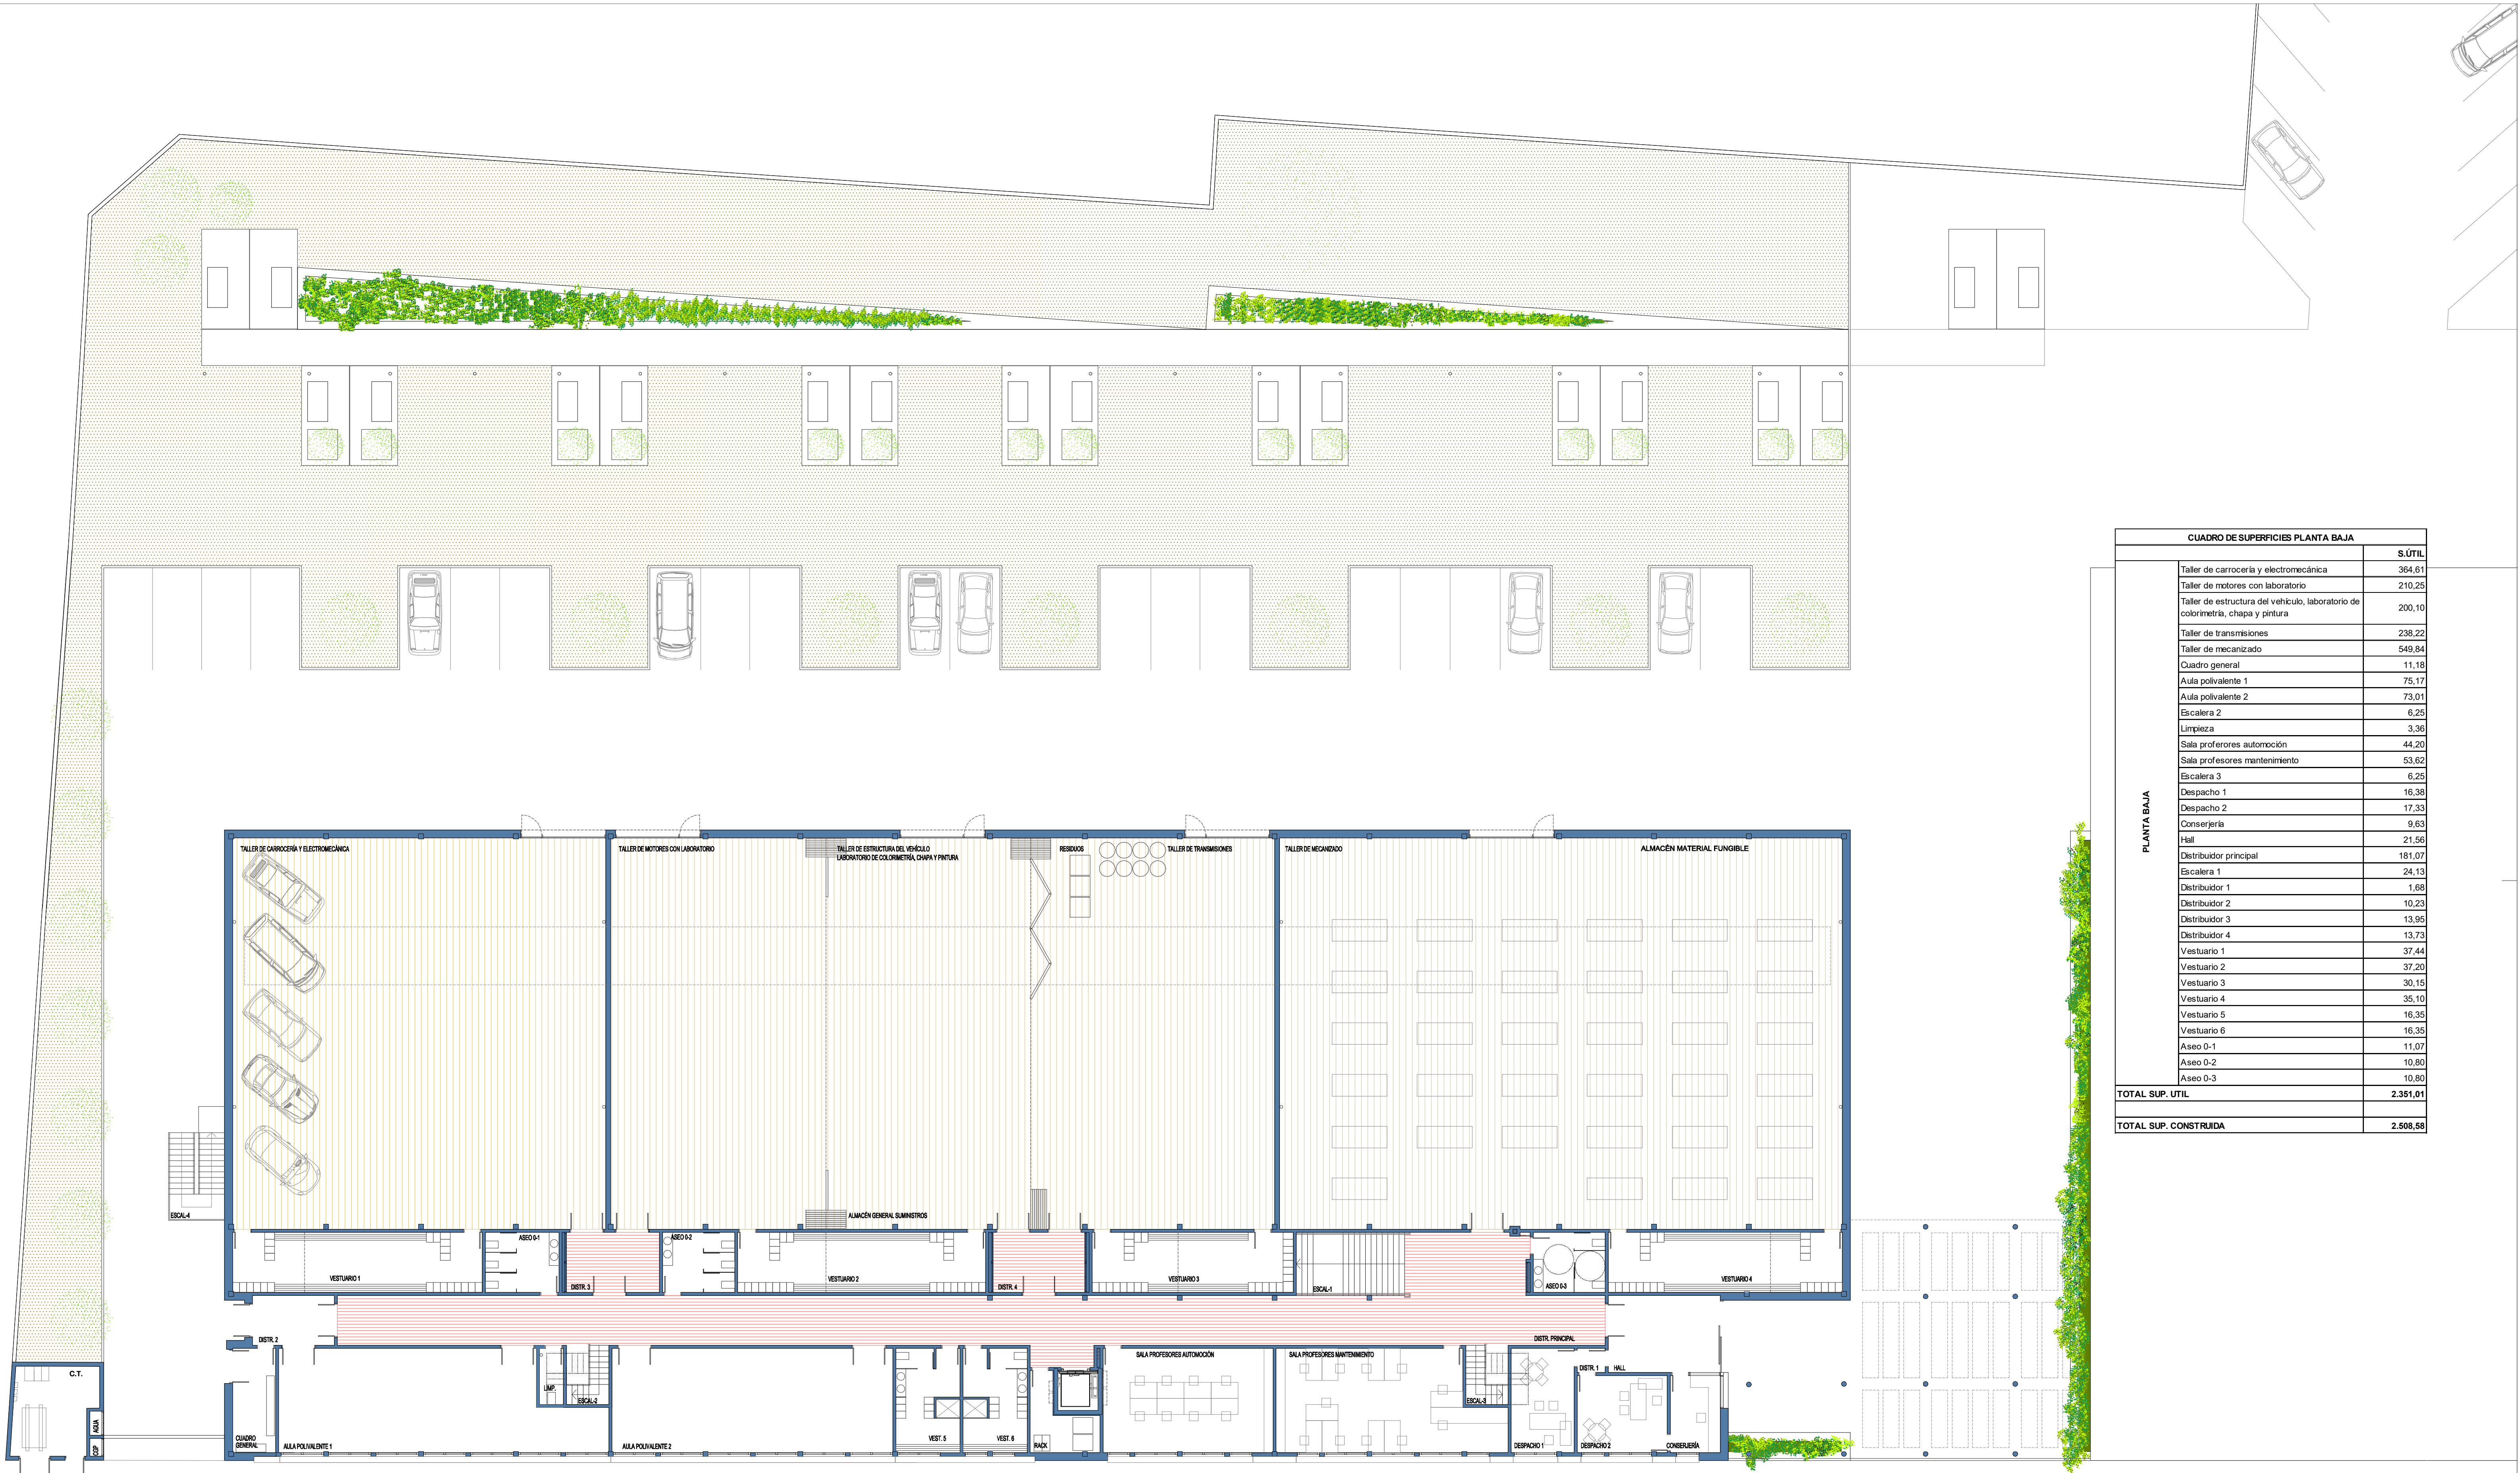 CUADRO DE SUPERFICIES PLANTA BAJA
S.ÚTIL
PLANTA BAJA
Taller de carrocería y electromecánica 364,61
Taller de motores con laboratorio 210,25
Taller de estructura del vehículo, laboratorio de
colorimetría, chapa y pintura 200,10
Taller de transmisiones 238,22
Taller de mecanizado 549,84
Cuadro general 11,18
Aula polivalente 1 75,17
Aula polivalente 2 73,01
Escalera 2 6,25
Limpieza 3,36
Sala proferores automoción 44,20
Sala profesores mantenimiento 53,62
Escalera 3 6,25
Despacho 1 16,38
Despacho 2 17,33
Conserjería 9,63
Hall 21,56
Distribuidor principal 181,07
Escalera 1 24,13
Distribuidor 1 1,68
Distribuidor 2 10,23
Distribuidor 3 13,95
Distribuidor 4 13,73
Vestuario 1 37,44
Vestuario 2 37,20
Vestuario 3 30,15
Vestuario 4 35,10
Vestuario 5 16,35
Vestuario 6 16,35
Aseo 0-1 11,07
Aseo 0-2 10,80
Aseo 0-3 10,80
TOTAL SUP. UTIL 2.351,01
TOTAL SUP. CONSTRUIDA 2.508,58
TALLER DE CARROCERÍA Y ELECTROMECÁNICA
TALLER DE MOTORES CON LABORATORIO
TALLER DE ESTRUCTURA DEL VEHÍCULO
LABORATORIO DE COLORIMETRÍA, CHAPA Y PINTURA
RESIDUOS
TALLER DE TRANSMISIONES
TALLER DE MECANIZADO
ALMACÉN MATERIAL FUNGIBLE
ESCAL-4
ALMACÉN GENERAL SUMINISTROS
ASEO 0-1
ASEO 0-2
VESTUARIO 1
DISTR. 3
VESTUARIO 2
DISTR. 4
VESTUARIO 3
ESCAL-1
ASEO 0-3
VESTUARIO 4
DISTR. 2
DISTR. PRINCIPAL
SALA PROFESORES AUTOMOCIÓN
SALA PROFESORES MANTENIMIENTO
DISTR. 1
HALL
C.T.
LIMP.
ESCAL-2
ESCAL-3
AGUA
CGP
CUADRO
GENERAL
AULA POLIVALENTE 1
AULA POLIVALENTE 2
VEST. 5
VEST. 6
RACK
DESPACHO 1
DESPACHO 2
CONSERJERÍA